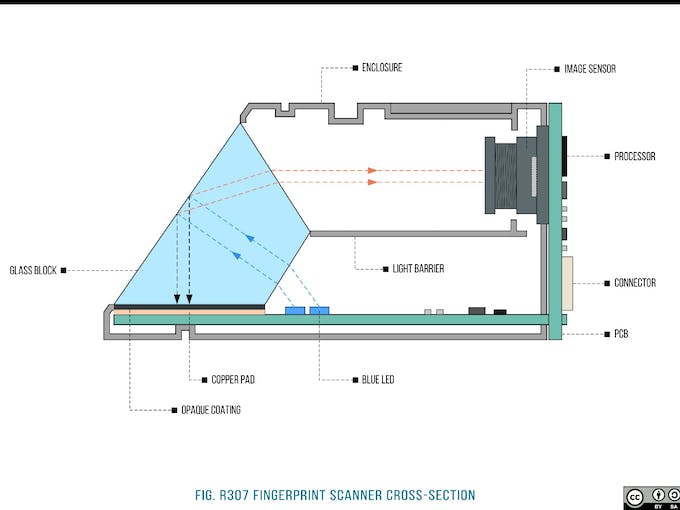 ENCLOSURE
IMAGE SENSOR
PROCESSOR
GLASS BLOCK
LIGHT BARRIER
CONNECTOR
PCB
COPPER PAD
BLUE LED
OPAQUE COATING
FIG. R307 FINGERPRINT SCANNER CROSS-SECTION
cc
BY SA